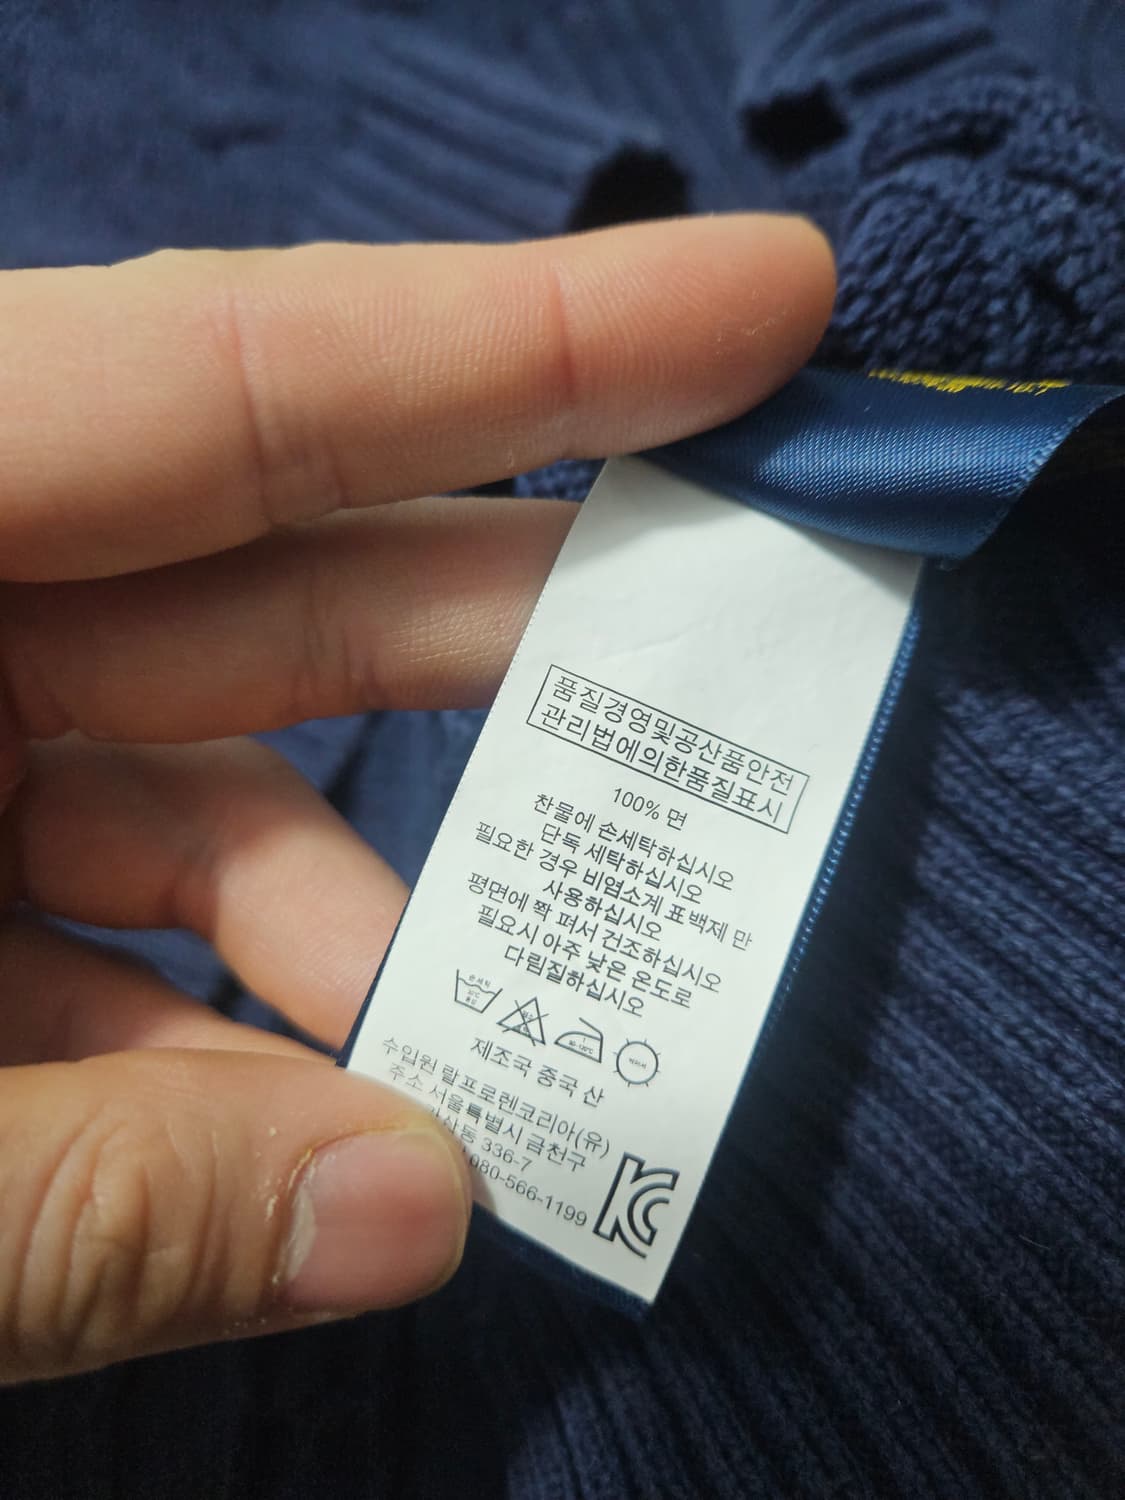 품질경영및공산품안전
관리법에의한품질표시
100% 면
찬물에 손세탁하십시오
단독 세탁하십시오
필요한 경우 비염소계 표백제 만
사용하십시오
평면에 쫙 펴서 건조하십시오
필요시 아주 낮은 온도로
다림질하십시오
제조국 중국 산
수입원 랄프로렌코리아(유)
주소 서울특별시 금천구
336-7
080-566-1199
KC